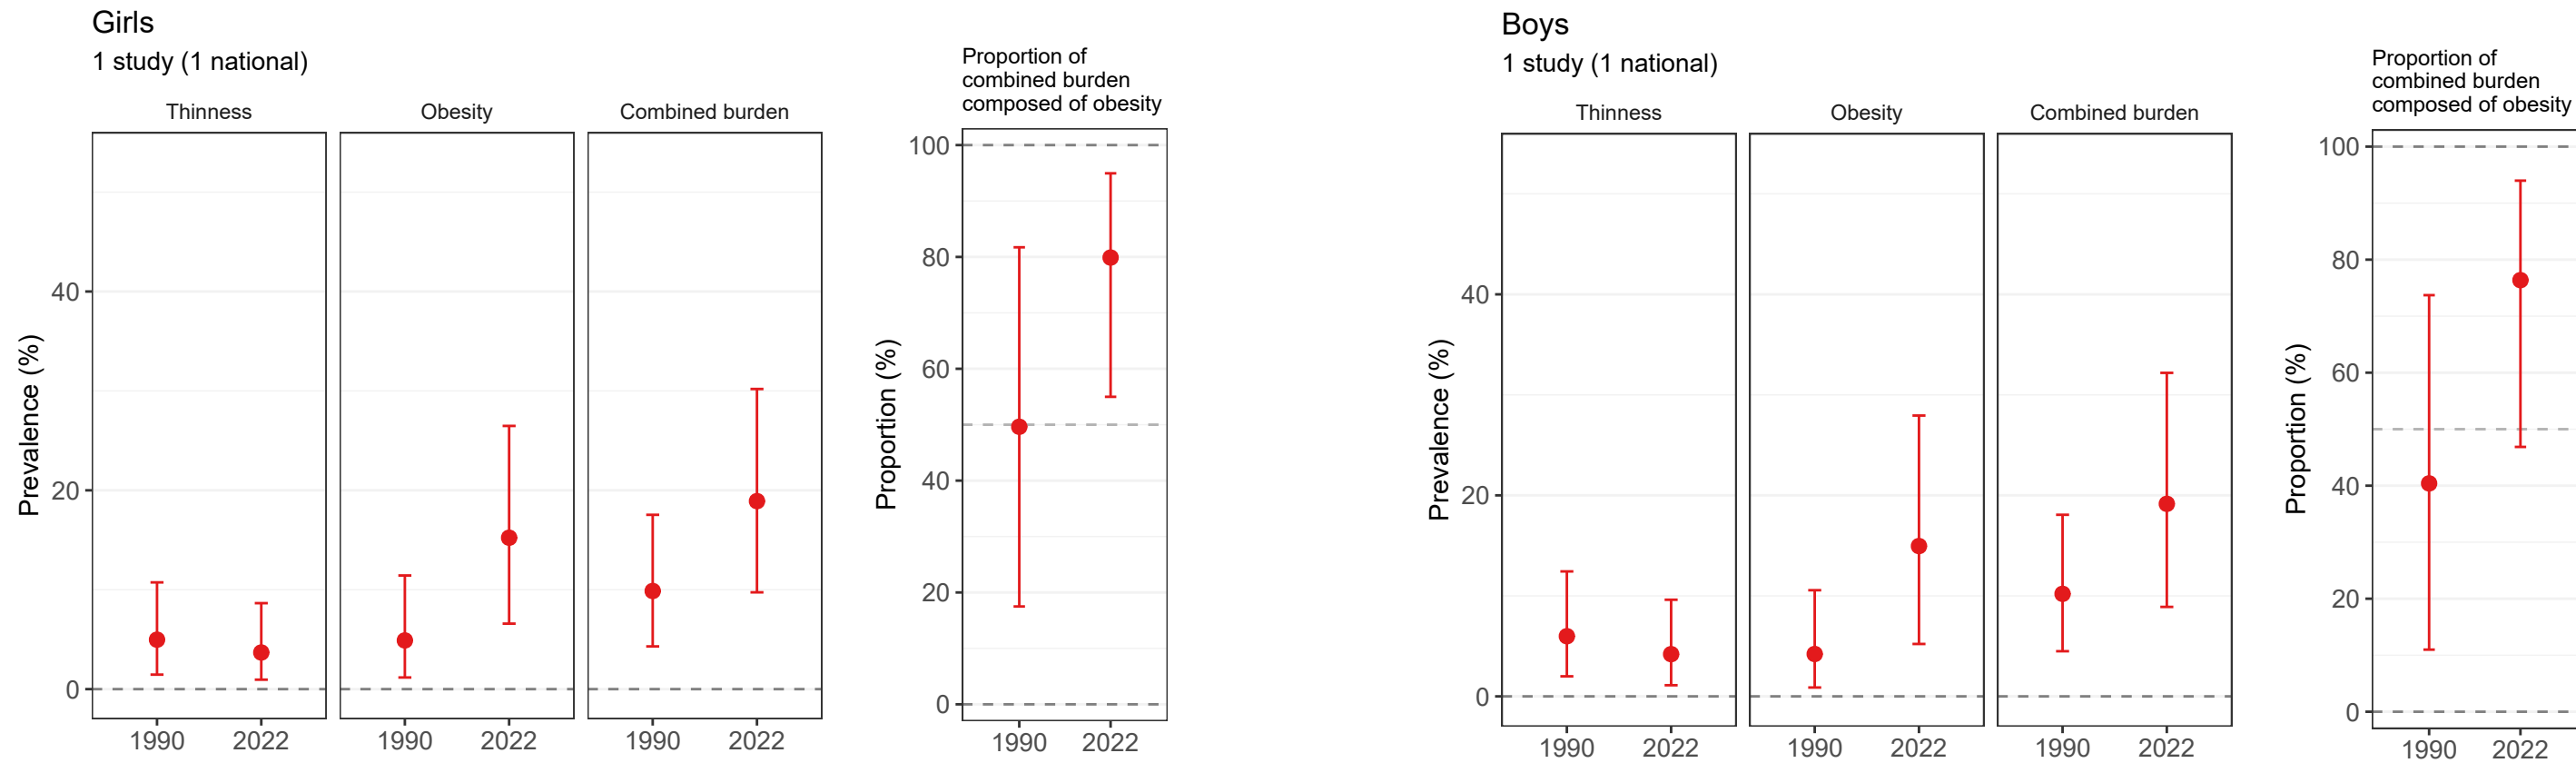 Girls
1 study (1 national)
Thinness
Obesity
Combined burden
Prevalence (%)
40
20
0
1990
2022
1990
2022
1990
2022
Proportion of
combined burden
composed of obesity
Proportion (%)
100
80
60
40
20
0
1990
2022
Boys
1 study (1 national)
Thinness
Obesity
Combined burden
Prevalence (%)
40
20
0
1990
2022
1990
2022
1990
2022
Proportion of
combined burden
composed of obesity
Proportion (%)
100
80
60
40
20
0
1990
2022